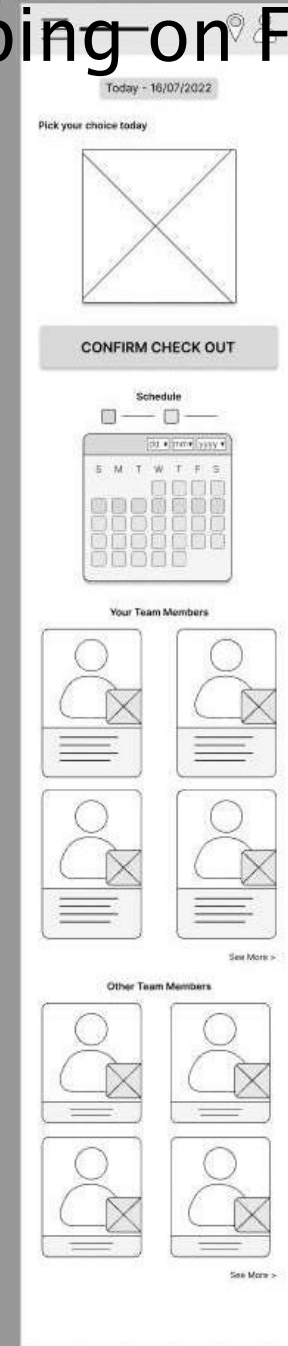 ping on F
Today - 16/07/2022
Pick your choice today
CONFIRM CHECK OUT
Schedule
dd mm yyyy
S M T W T F S
Your Team Members
See More >
Other Team Members
See More >